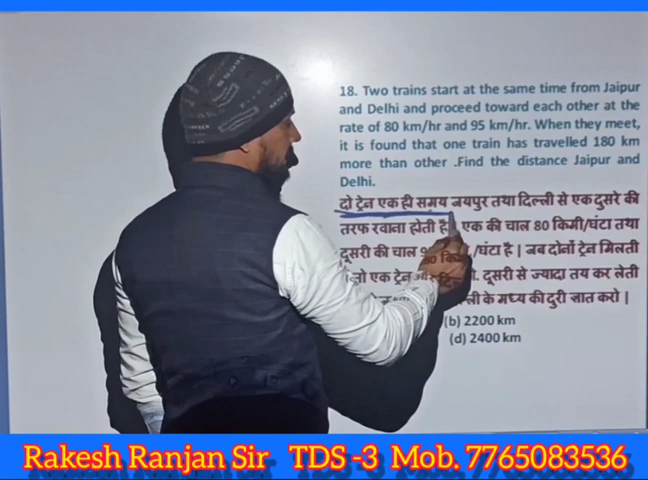 18. Two trains start at the same time from Jaipur
and Delhi and proceed toward each other at the
rate of 80 km/hr and 95 km/hr. When they meet,
it is found that one train has travelled 180 km
more than other .Find the distance Jaipur and
Delhi.
दो ट्रेन एक ही समय जयपुर तथा दिल्ली से एक दुसरे की
तरफ रवाना होती है एक की चाल 80 किमी/घंटा तथा
दूसरी की चाल /घंटा है | जब दोनों ट्रेन मिलती
तो एक ट्रेन दूसरी से ज्यादा तय कर लेती
के मध्य की दुरी ज्ञात करो |
(b) 2200 km
(d) 2400 km
Rakesh Ranjan Sir TDS -3 Mob. 7765083536